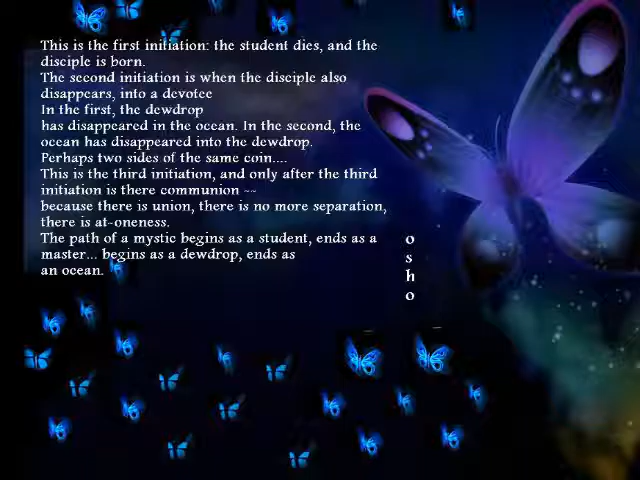 This is the first initiation: the student dies, and the
disciple is born.
The second initiation is when the disciple also
disappears, into a devotee
In the first, the dewdrop
has disappeared in the ocean. In the second, the
ocean has disappeared into the dewdrop.
Perhaps two sides of the same coin....
This is the third initiation, and only after the third
initiation is there communion ~~
because there is union, there is no more separation,
there is at-oneness.
The path of a mystic begins as a student, ends as a
master... begins as a dewdrop, ends as
an ocean.
o
s
h
o